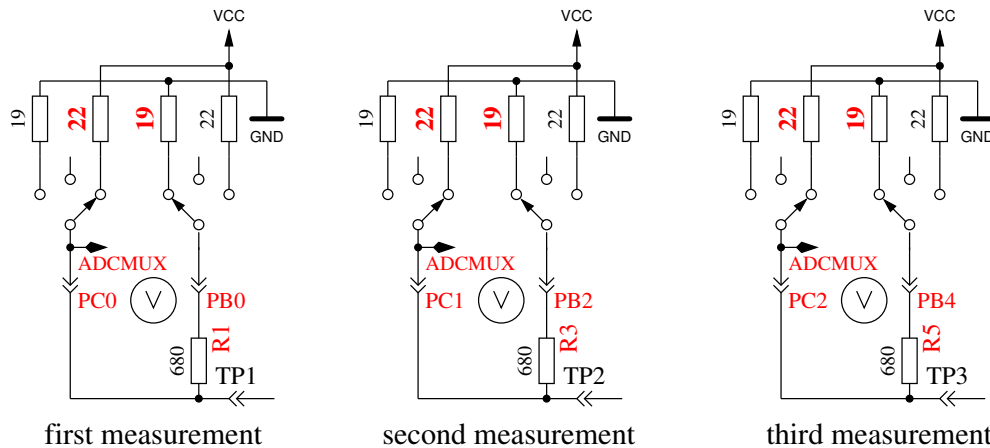 VCC
19
22
19
22
GND
ADCMUX
PC0
V
PB0
R1
680
TP1
first measurement
VCC
19
22
19
22
GND
ADCMUX
PC1
V
PB2
R3
680
TP2
second measurement
VCC
19
22
19
22
GND
ADCMUX
PC2
V
PB4
R5
680
TP3
third measurement